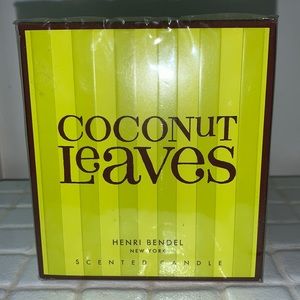 COCONUT
Leaves
HENRI BENDEL
NEW YORK
SCENTED CANDLE